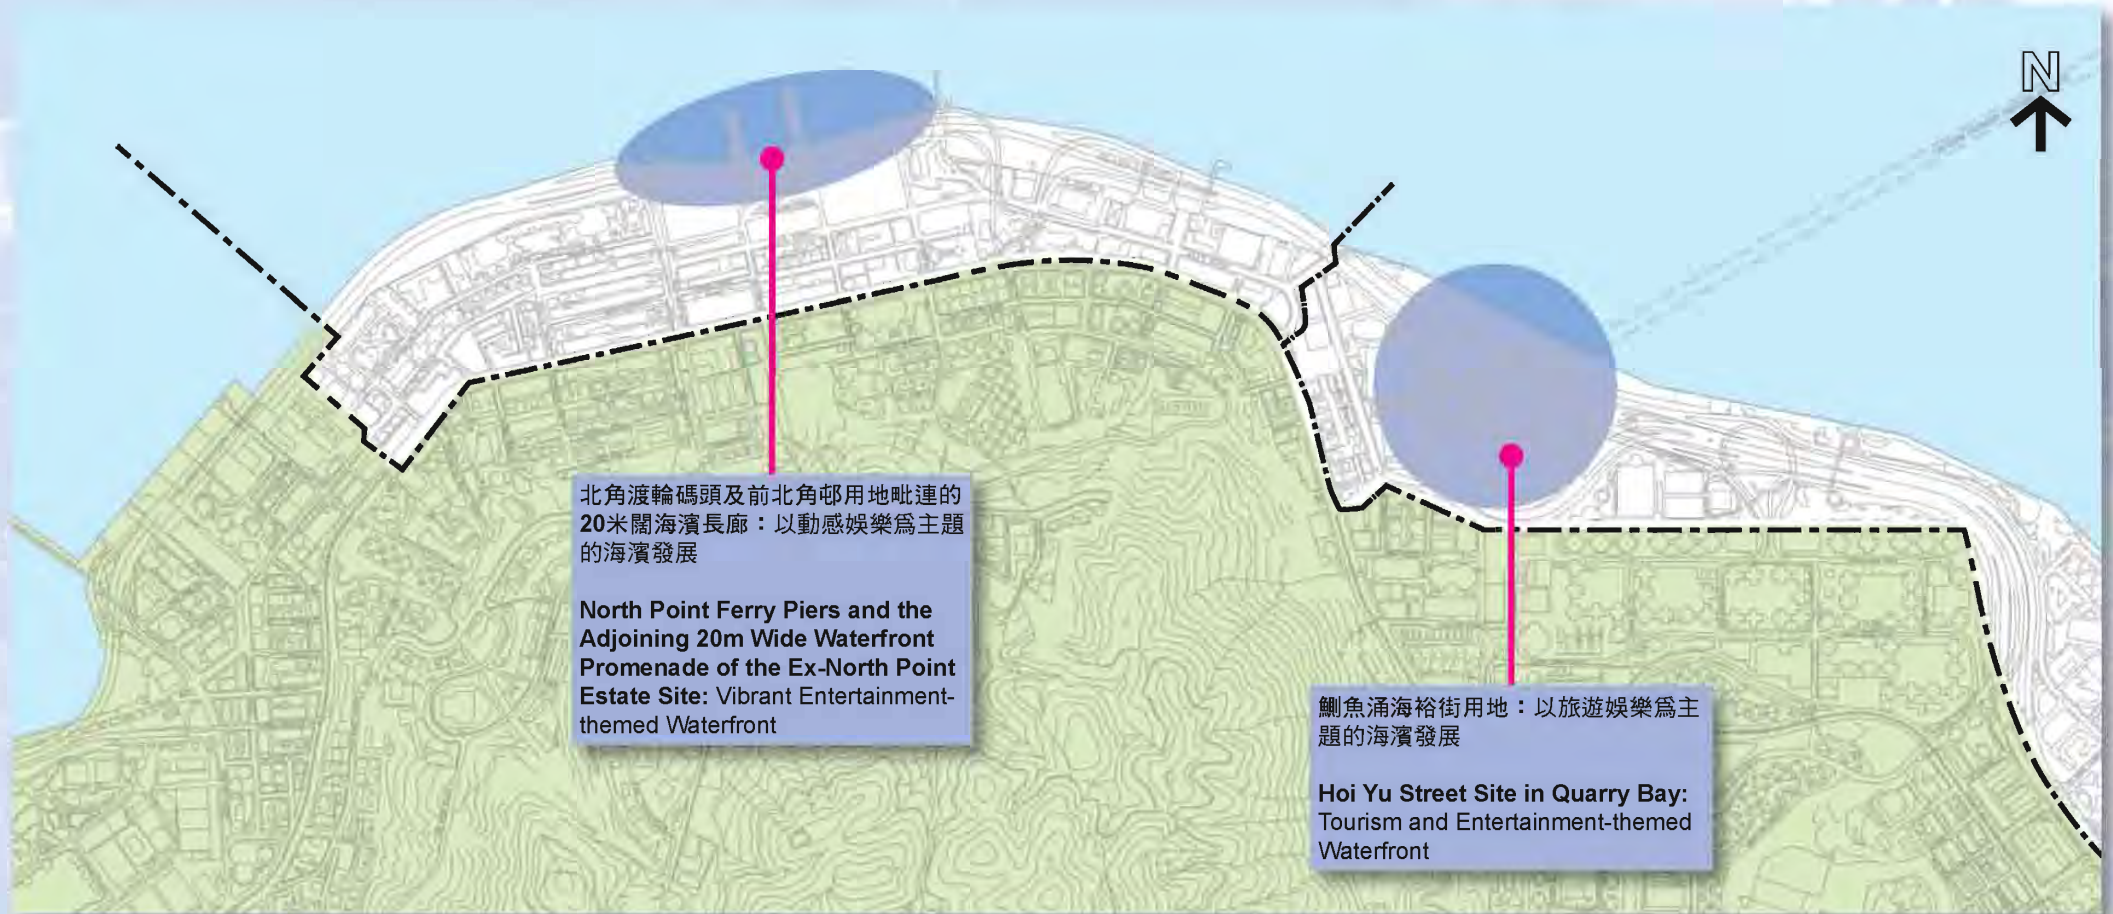 N
北角渡輪碼頭及前北角邨用地毗連的
20米闊海濱長廊：以動感娛樂爲主題
的海濱發展
North Point Ferry Piers and the
Adjoining 20m Wide Waterfront
Promenade of the Ex-North Point
Estate Site: Vibrant Entertainment-
themed Waterfront
鰂魚涌海裕街用地：以旅遊娛樂爲主
題的海濱發展
Hoi Yu Street Site in Quarry Bay:
Tourism and Entertainment-themed
Waterfront